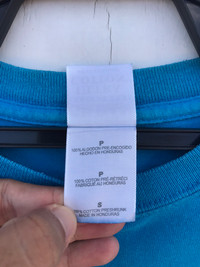 P
100% ALGODON PRE-ENCOGIDO
HECHO EN HONDURAS
P
100% COTON PRÉ-RÉTRÉCI
FABRIQUÉ AU HONDURAS
S
100% COTTON PRESHRUNK
MADE IN HONDURAS